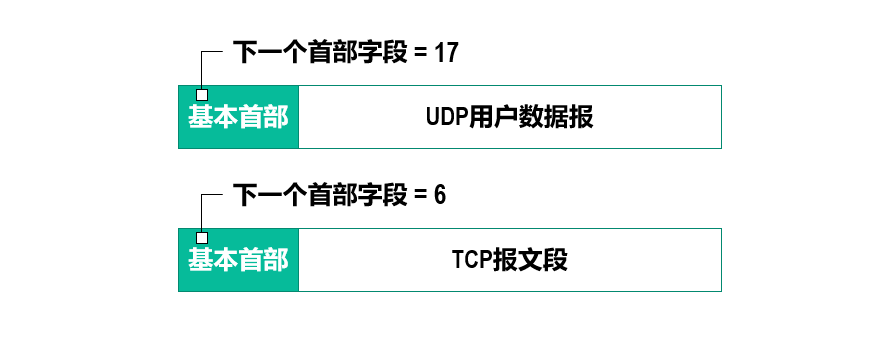 下一个首部字段 = 17
基本首部 UDP用户数据报
下一个首部字段 = 6
基本首部 TCP报文段